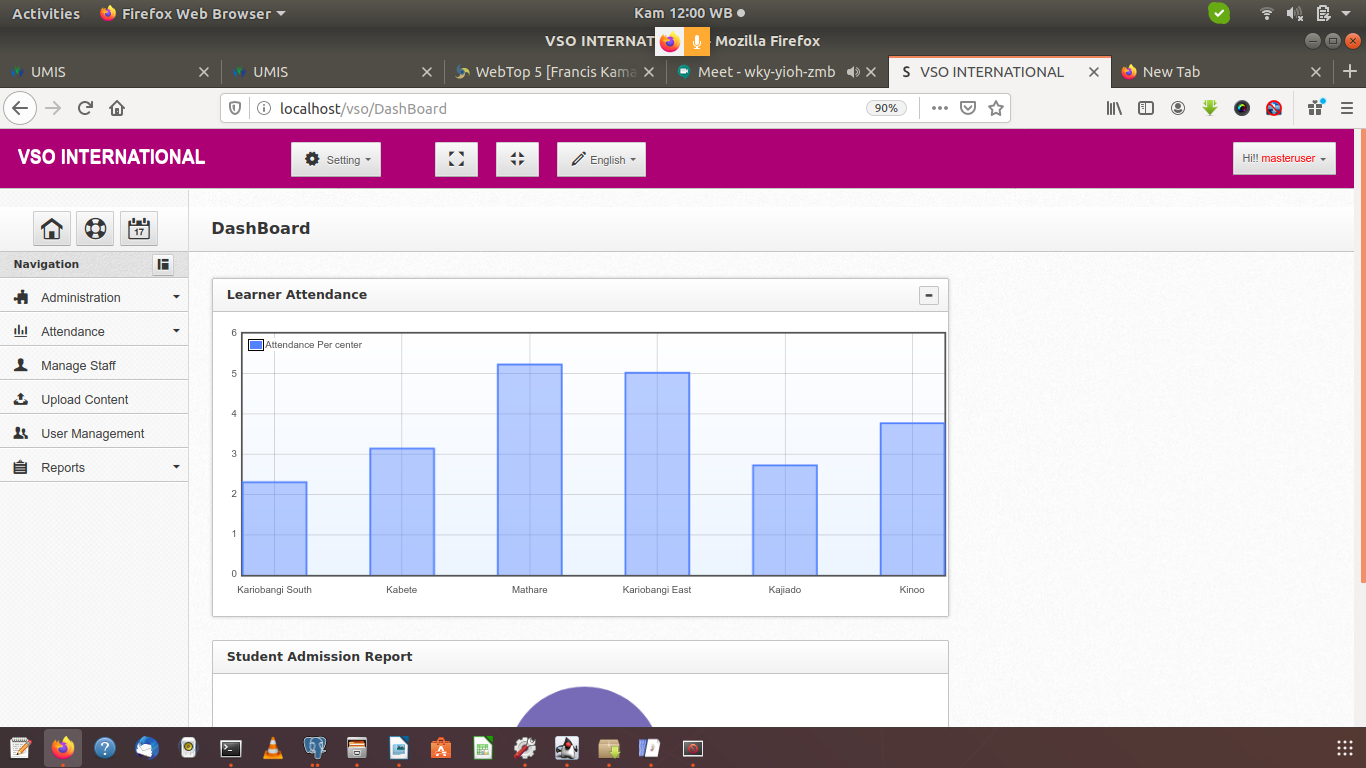 Activities
Firefox Web Browser
Kam 12:00 WB
VSO INTERNAT
- Mozilla Firefox
UMIS
UMIS
WebTop 5 [Francis Kama
Meet - wky-yioh-zmb
S VSO INTERNATIONAL
New Tab
localhost/vso/DashBoard
90%
VSO INTERNATIONAL
Setting
English
Hi!! masteruser
17
DashBoard
Navigation
Administration
Attendance
Manage Staff
Upload Content
User Management
Reports
Learner Attendance
Attendance Per center
6
5
4
3
2
1
0
Kariobangi South
Kabete
Mathare
Kariobangi East
Kajiado
Kinoo
Student Admission Report